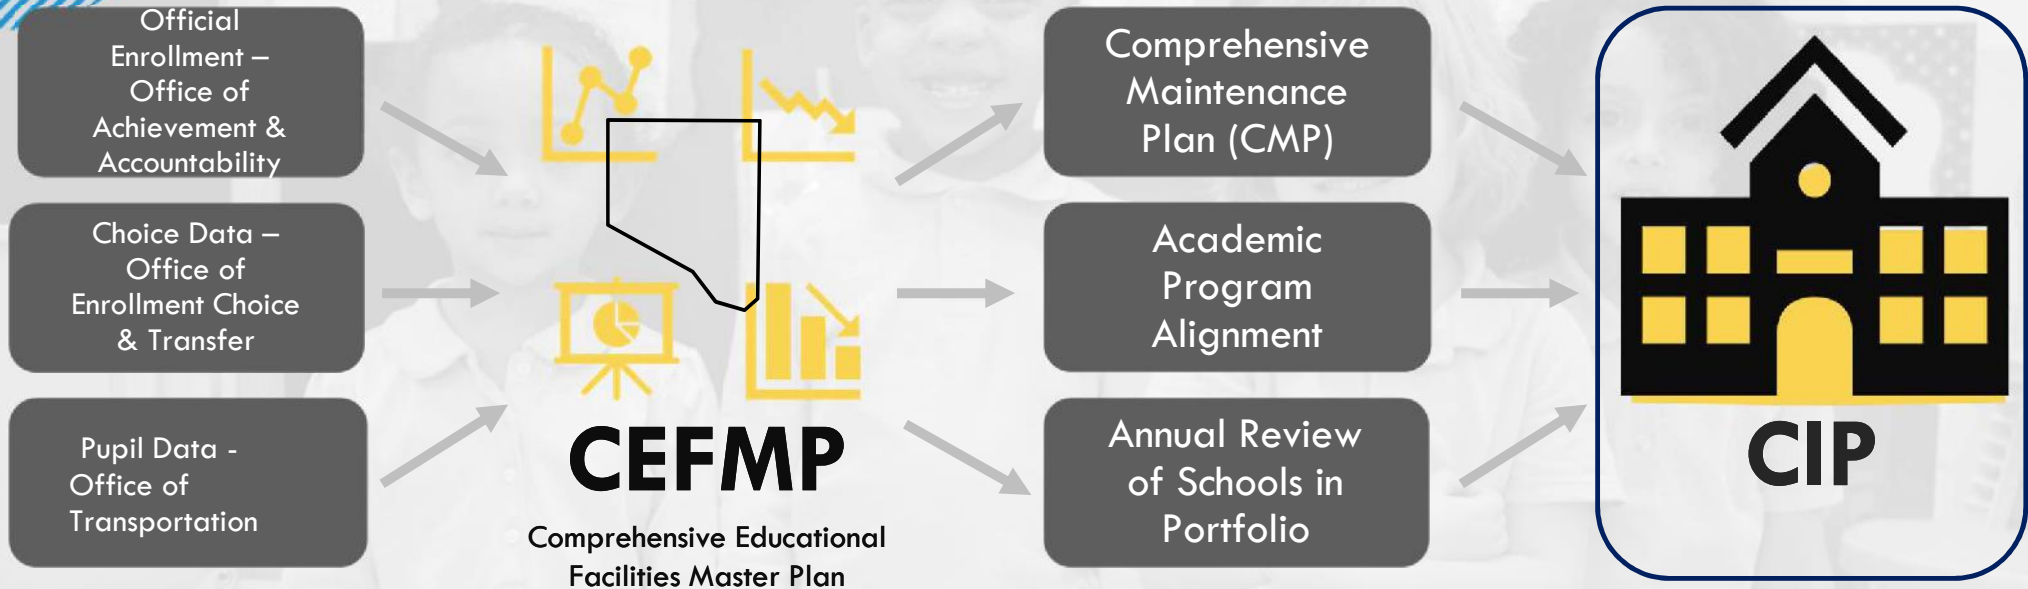 Official
Enrollment –
Office of
Achievement &
Accountability
Choice Data –
Office of
Enrollment Choice
& Transfer
Pupil Data -
Office of
Transportation
CEFMP
Comprehensive Educational
Facilities Master Plan
Comprehensive
Maintenance
Plan (CMP)
Academic
Program
Alignment
Annual Review
of Schools in
Portfolio
CIP